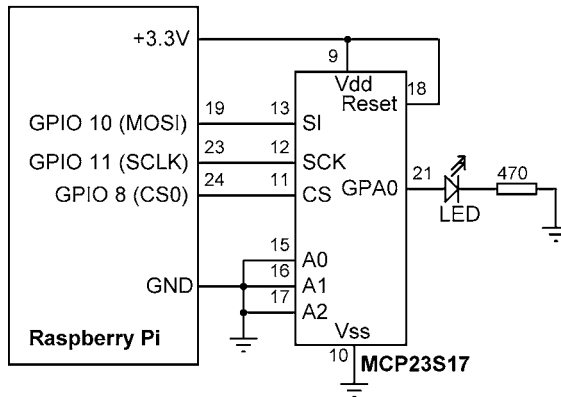 +3.3V
9
Vdd
18
Reset
GPIO 10 (MOSI)
19
13
SI
GPIO 11 (SCLK)
23
12
SCK
GPIO 8 (CS0)
24
11
CS
GPA0
21
470
LED
15
A0
GND
16
A1
17
A2
Raspberry Pi
Vss
10
MCP23S17